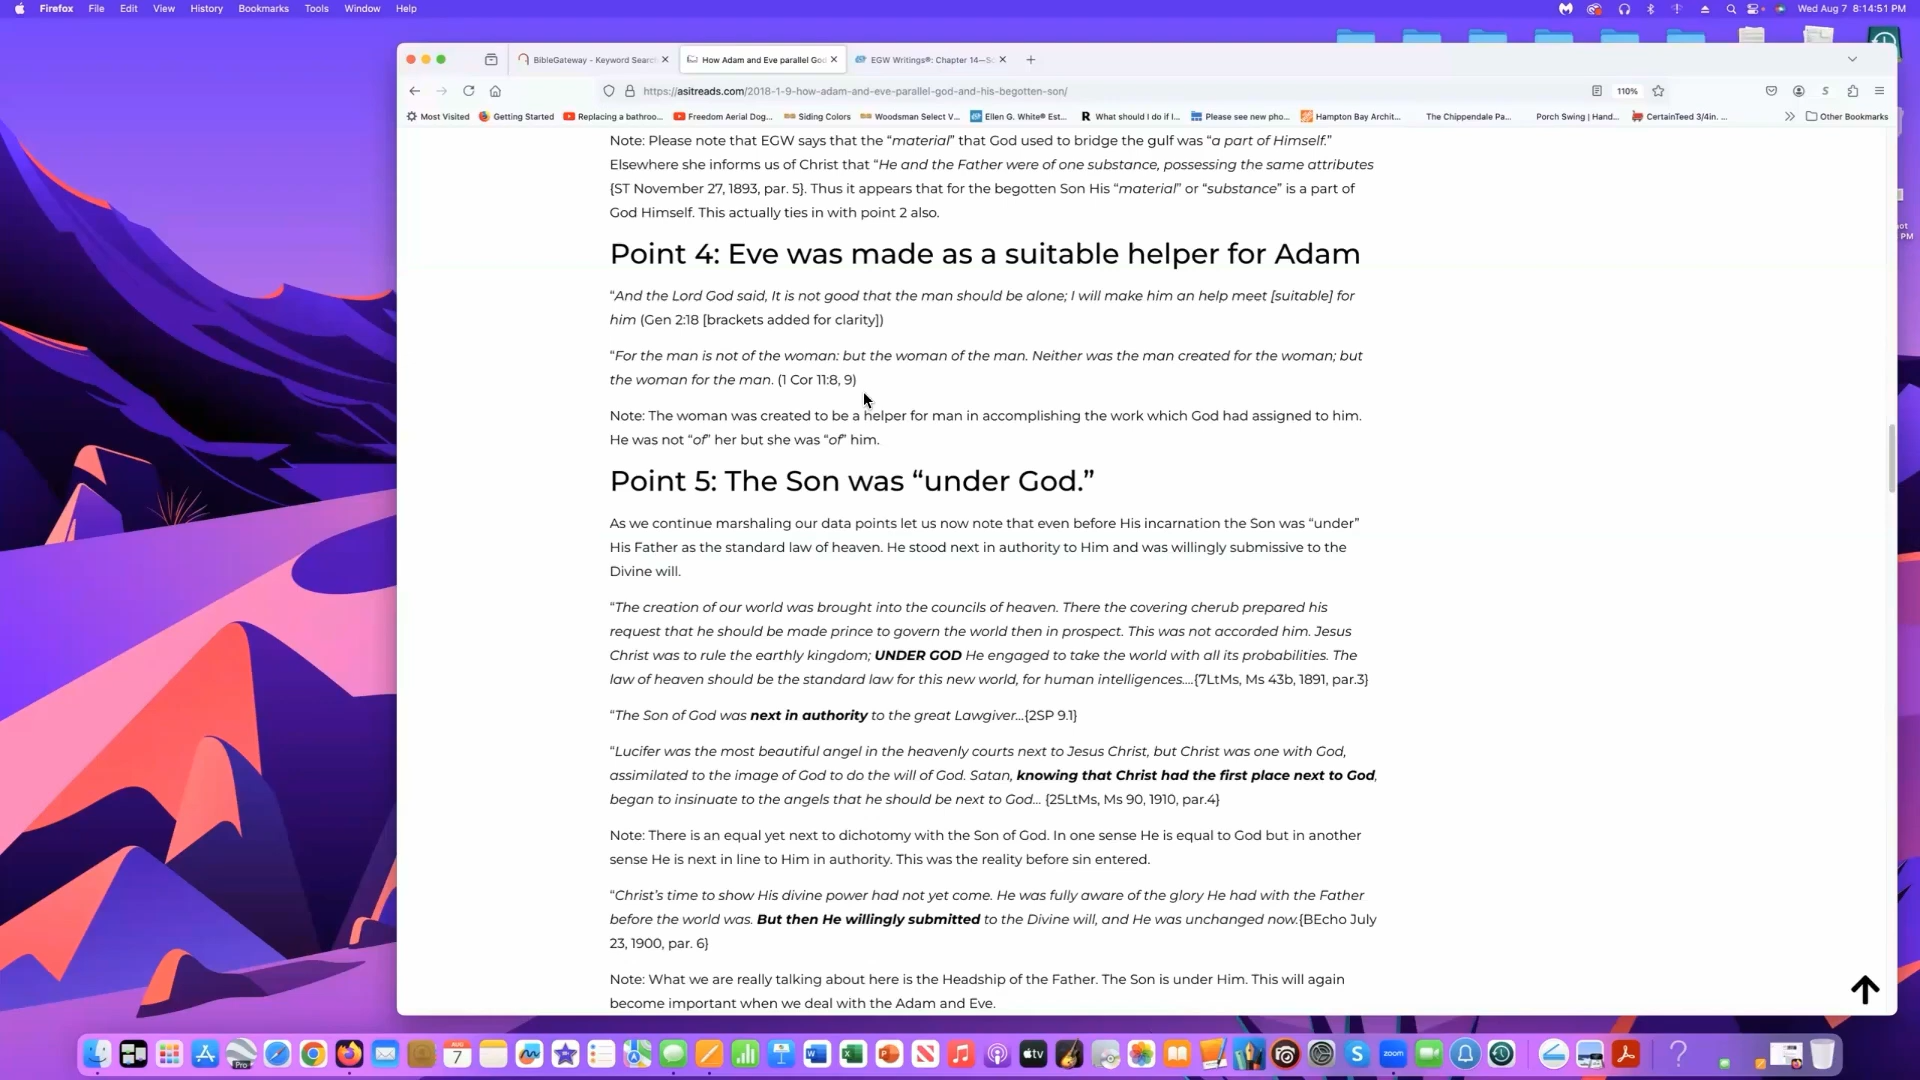 Firefox File Edit View History Bookmarks Tools Window Help
Wed Aug 7 8:14:51 PM
BibleGateway - Keyword Searc
How Adam and Eve parallel God
EGW Writings®: Chapter 14—S
https://asitreads.com/2018-1-9-how-adam-and-eve-parallel-god-and-his-begotten-son/
110%
Most Visited Getting Started Replacing a bathroo... Freedom Aerial Dog... Siding Colors Woodsman Select V... Ellen G. White® Est... What should I do if I... Please see new pho... Hampton Bay Archit... The Chippendale Pa... Porch Swing | Hand... CertainTeed 3/4in. ... Other Bookmarks
Note: Please note that EGW says that the “material” that God used to bridge the gulf was “a part of Himself.”
Elsewhere she informs us of Christ that “He and the Father were of one substance, possessing the same attributes
{ST November 27, 1893, par. 5}. Thus it appears that for the begotten Son His “material” or “substance” is a part of
God Himself. This actually ties in with point 2 also.
Point 4: Eve was made as a suitable helper for Adam
“And the Lord God said, It is not good that the man should be alone; I will make him an help meet [suitable] for
him (Gen 2:18 [brackets added for clarity])
“For the man is not of the woman: but the woman of the man. Neither was the man created for the woman; but
the woman for the man. (1 Cor 11:8, 9)
Note: The woman was created to be a helper for man in accomplishing the work which God had assigned to him.
He was not “of” her but she was “of” him.
Point 5: The Son was “under God.”
As we continue marshaling our data points let us now note that even before His incarnation the Son was “under”
His Father as the standard law of heaven. He stood next in authority to Him and was willingly submissive to the
Divine will.
“The creation of our world was brought into the councils of heaven. There the covering cherub prepared his
request that he should be made prince to govern the world then in prospect. This was not accorded him. Jesus
Christ was to rule the earthly kingdom; UNDER GOD He engaged to take the world with all its probabilities. The
law of heaven should be the standard law for this new world, for human intelligences....{7LtMs, Ms 43b, 1891, par.3}
“The Son of God was next in authority to the great Lawgiver...{2SP 9.1}
“Lucifer was the most beautiful angel in the heavenly courts next to Jesus Christ, but Christ was one with God,
assimilated to the image of God to do the will of God. Satan, knowing that Christ had the first place next to God,
began to insinuate to the angels that he should be next to God... {25LtMs, Ms 90, 1910, par.4}
Note: There is an equal yet next to dichotomy with the Son of God. In one sense He is equal to God but in another
sense He is next in line to Him in authority. This was the reality before sin entered.
“Christ’s time to show His divine power had not yet come. He was fully aware of the glory He had with the Father
before the world was. But then He willingly submitted to the Divine will, and He was unchanged now.{BEcho July
23, 1900, par. 6}
Note: What we are really talking about here is the Headship of the Father. The Son is under Him. This will again
become important when we deal with the Adam and Eve.